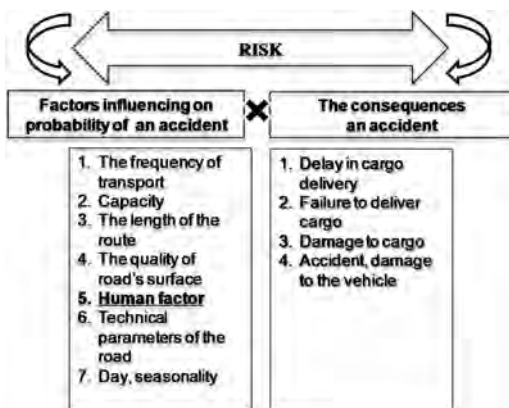 RISK
Factors influencing on
probability of an accident
The consequences
an accident
1. The frequency of
transport
2. Capacity
3. The length of the
route
4. The quality of
road's surface
5. Human factor
6. Technical
parameters of the
road
7. Day, seasonality
1. Delay in cargo
delivery
2. Failure to deliver
cargo
3. Damage to cargo
4. Accident, damage
to the vehicle